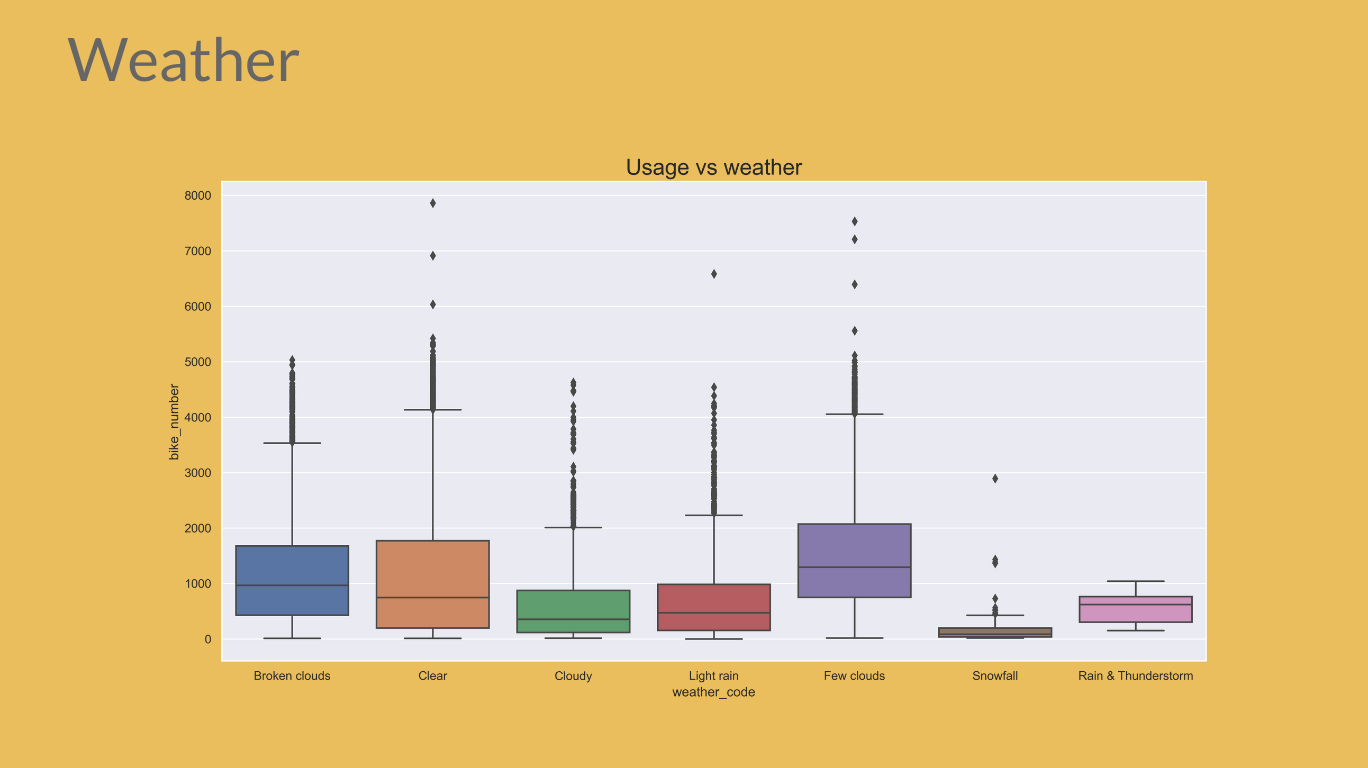 Weather
Usage vs weather
8000
7000
6000
5000
4000
3000
2000
1000
0
bike_number
Broken clouds Clear Cloudy Light rain Few clouds Snowfall Rain & Thunderstorm
weather_code